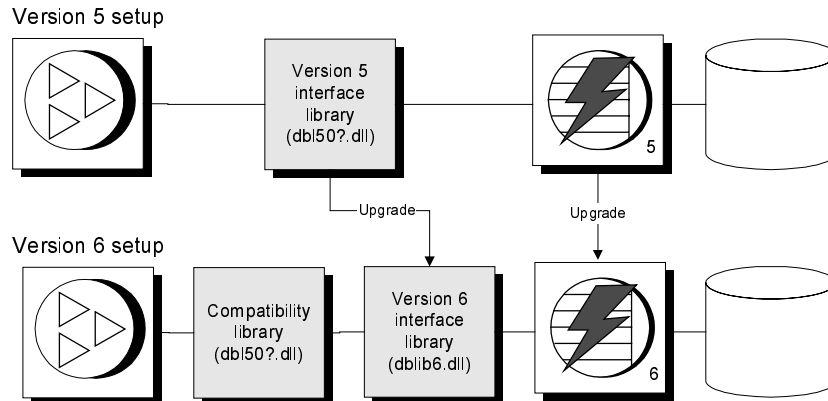 Version 5 setup
Version 5
interface
library
(dbl50?.dll)
5
Upgrade
Upgrade
Version 6 setup
Compatibility
library
(dbl50?.dll)
Version 6
interface
library
(dblib6.dll)
6